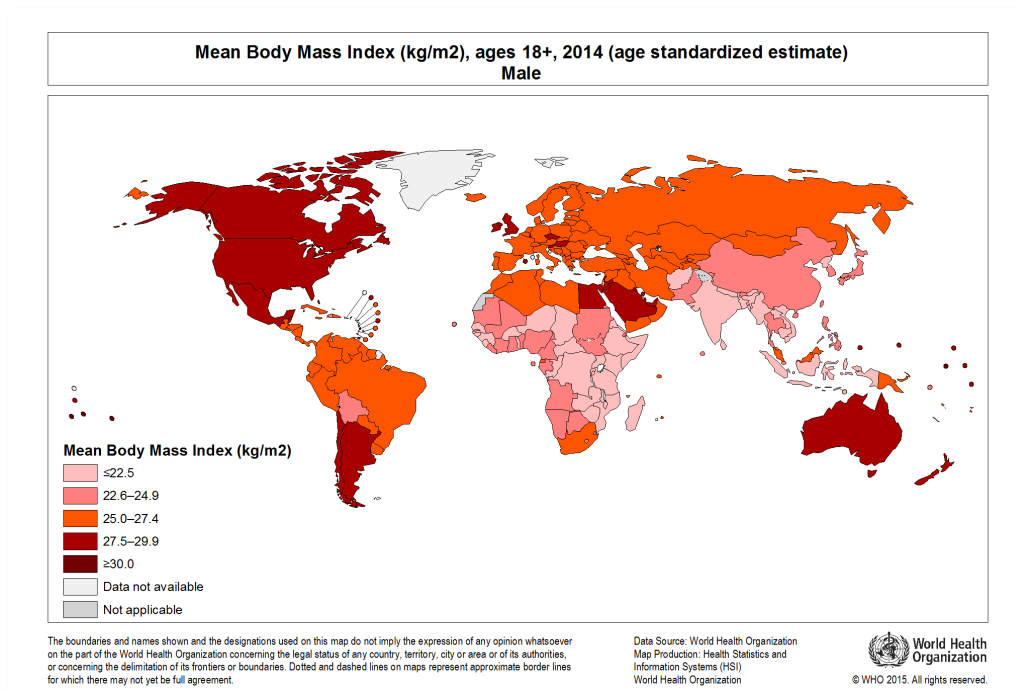 Mean Body Mass Index (kg/m2), ages 18+, 2014 (age standardized estimate)
Male
Mean Body Mass Index (kg/m2)
≤22.5
22.6–24.9
25.0–27.4
27.5–29.9
≥30.0
Data not available
Not applicable
The boundaries and names shown and the designations used on this map do not imply the expression of any opinion whatsoever
on the part of the World Health Organization concerning the legal status of any country, territory, city or area or of its authorities,
or concerning the delimitation of its frontiers or boundaries. Dotted and dashed lines on maps represent approximate border lines
for which there may not yet be full agreement.
Data Source: World Health Organization
Map Production: Health Statistics and
Information Systems (HSI)
World Health Organization
World Health
Organization
© WHO 2015. All rights reserved.